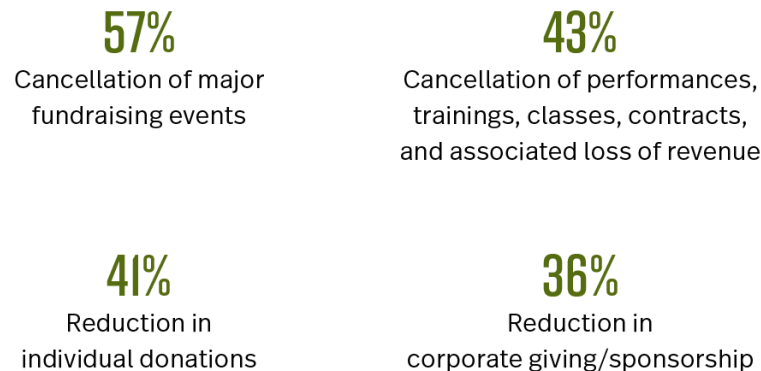 57%
Cancellation of major
fundraising events
43%
Cancellation of performances,
trainings, classes, contracts,
and associated loss of revenue
41%
Reduction in
individual donations
36%
Reduction in
corporate giving/sponsorship